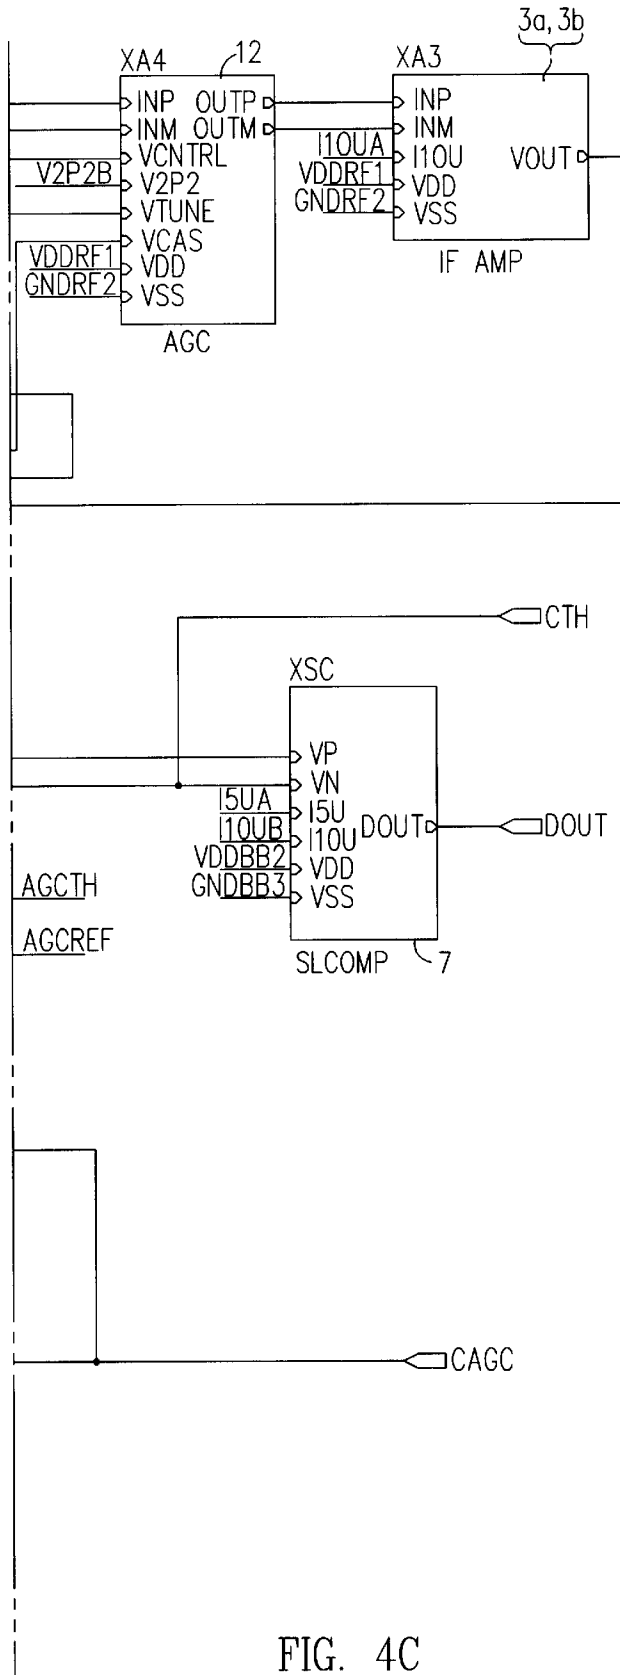 3a, 3b
XA4
12
XA3
INP OUTP
INM OUTM
VCNTRL
V2P2B
V2P2
VTUNE
VCAS
VDDRF1
VDD
GNDRF2
VSS
AGC
INP
INM
I10UA
I10U
VOUT
VDDRF1
VDD
GNDRF2
VSS
IF AMP
CTH
XSC
VP
VN
I5UA
I5U
I10UB
I10U
DOUT
DOUT
VDDBB2
VDD
GNDBB3
VSS
AGCTH
AGCREF
SLCOMP
7
CAGC
FIG. 4C